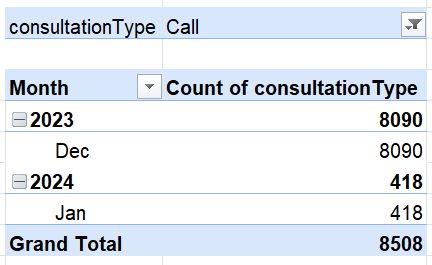 consultationType Call
Month Count of consultationType
2023 8090
Dec 8090
2024 418
Jan 418
Grand Total 8508